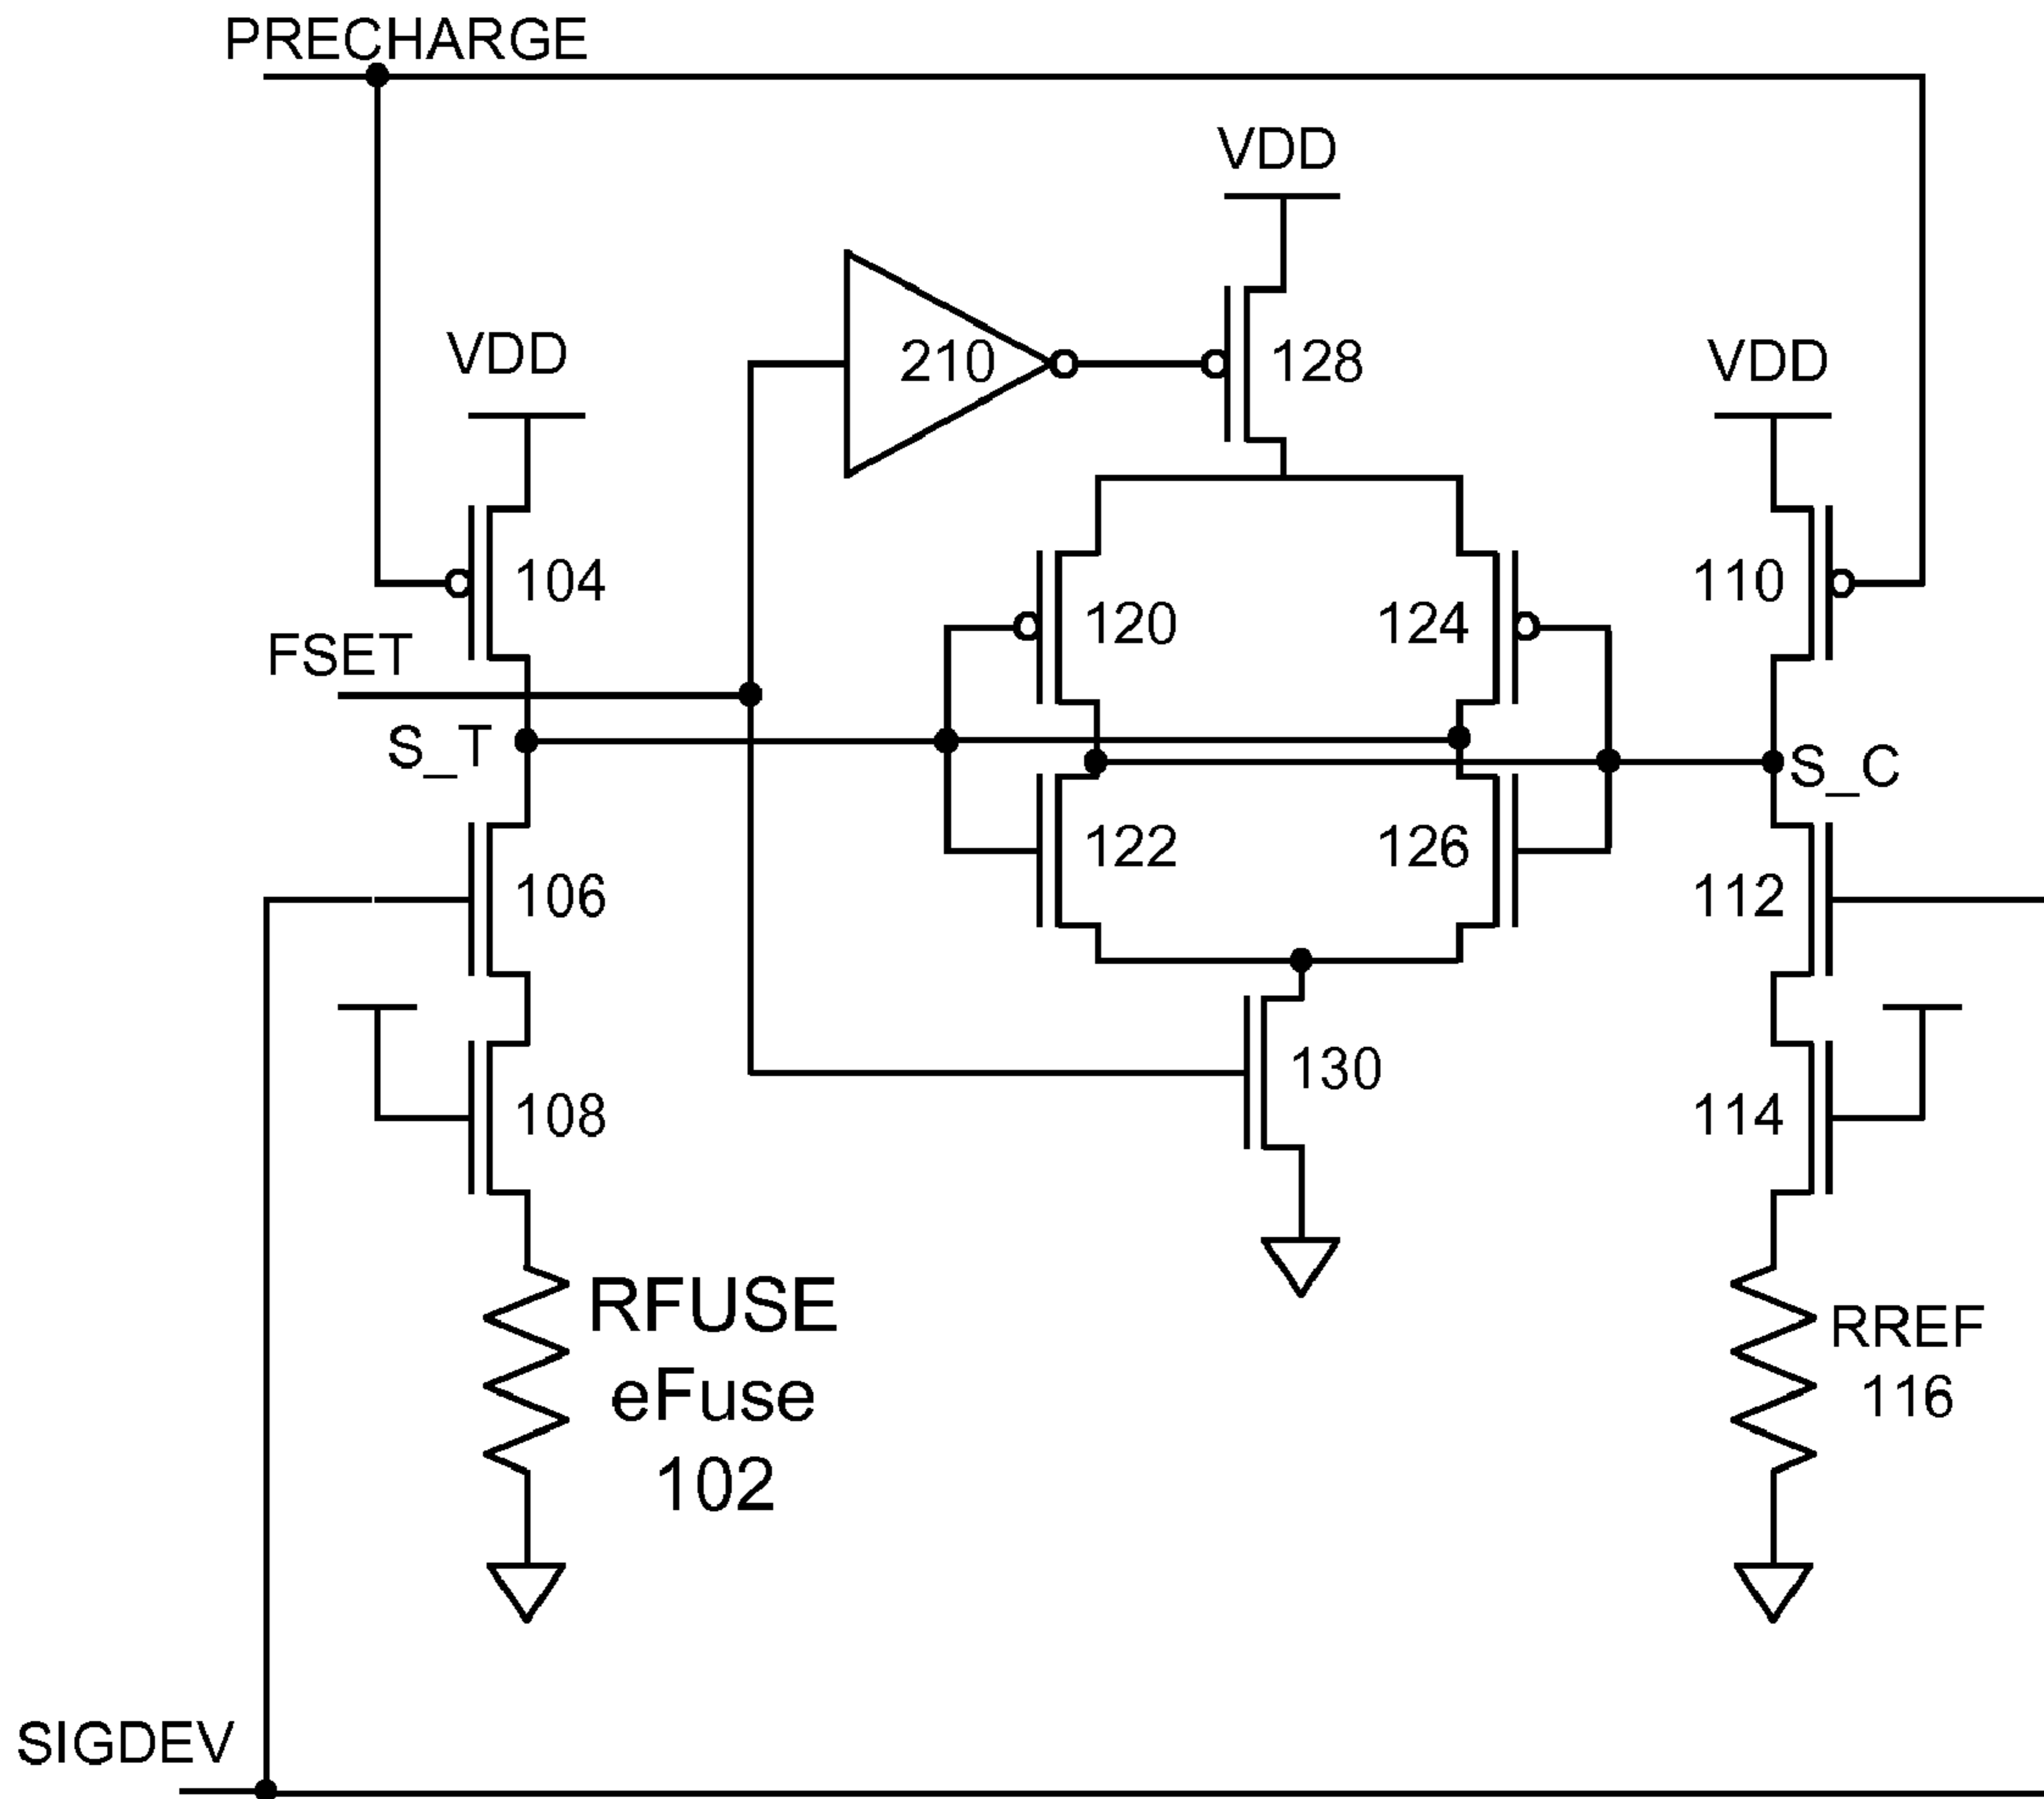 PRECHARGE
VDD
VDD
210
128
VDD
104
120
124
110
FSET
S_T
S_C
106
122
126
112
108
130
114
RFUSE
eFuse
102
RREF
116
SIGDEV